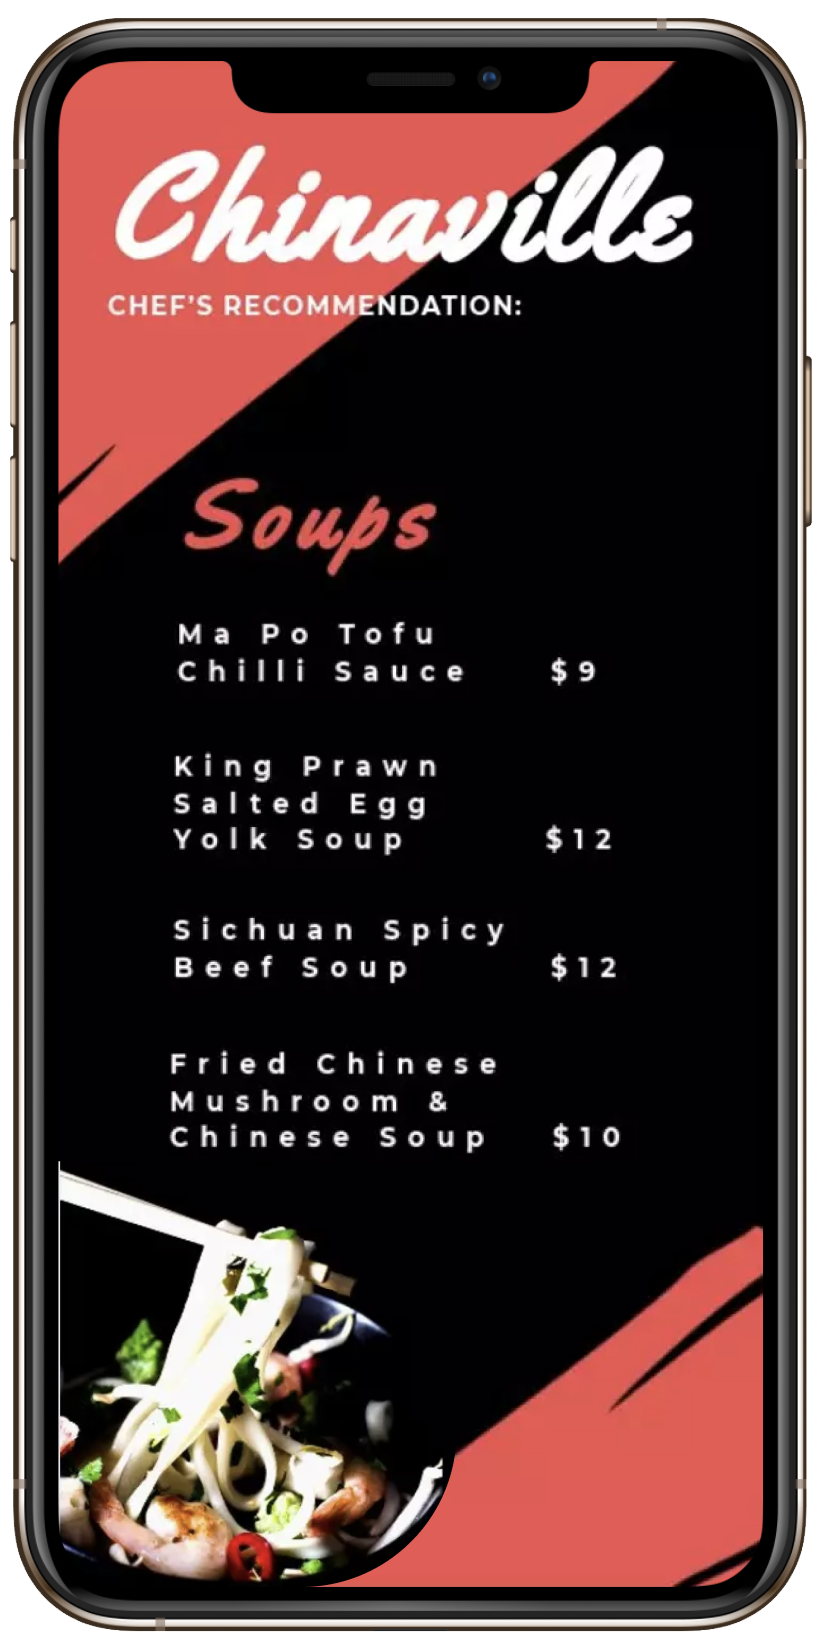 Chinaville
CHEF'S RECOMMENDATION:
Soups
Ma Po Tofu
Chilli Sauce $9
King Prawn
Salted Egg
Yolk Soup $12
Sichuan Spicy
Beef Soup $12
Fried Chinese
Mushroom &
Chinese Soup $10